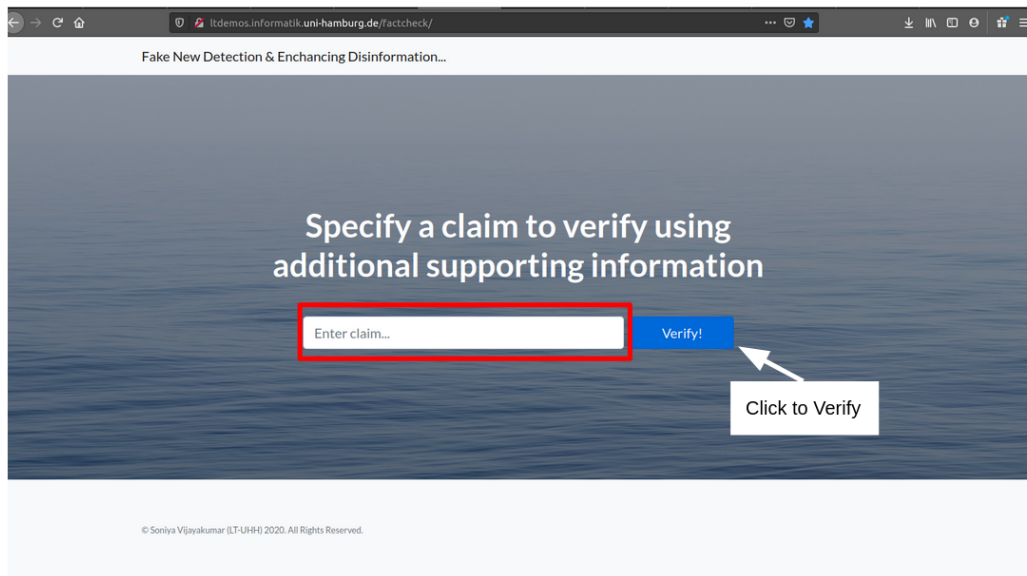 ltdemos.informatik.uni-hamburg.de/factcheck/
Fake New Detection & Enchancing Disinformation...
Specify a claim to verify using
additional supporting information
Enter claim...
Verify!
Click to Verify
© Soniya Vijayakumar (LT-UHH) 2020. All Rights Reserved.